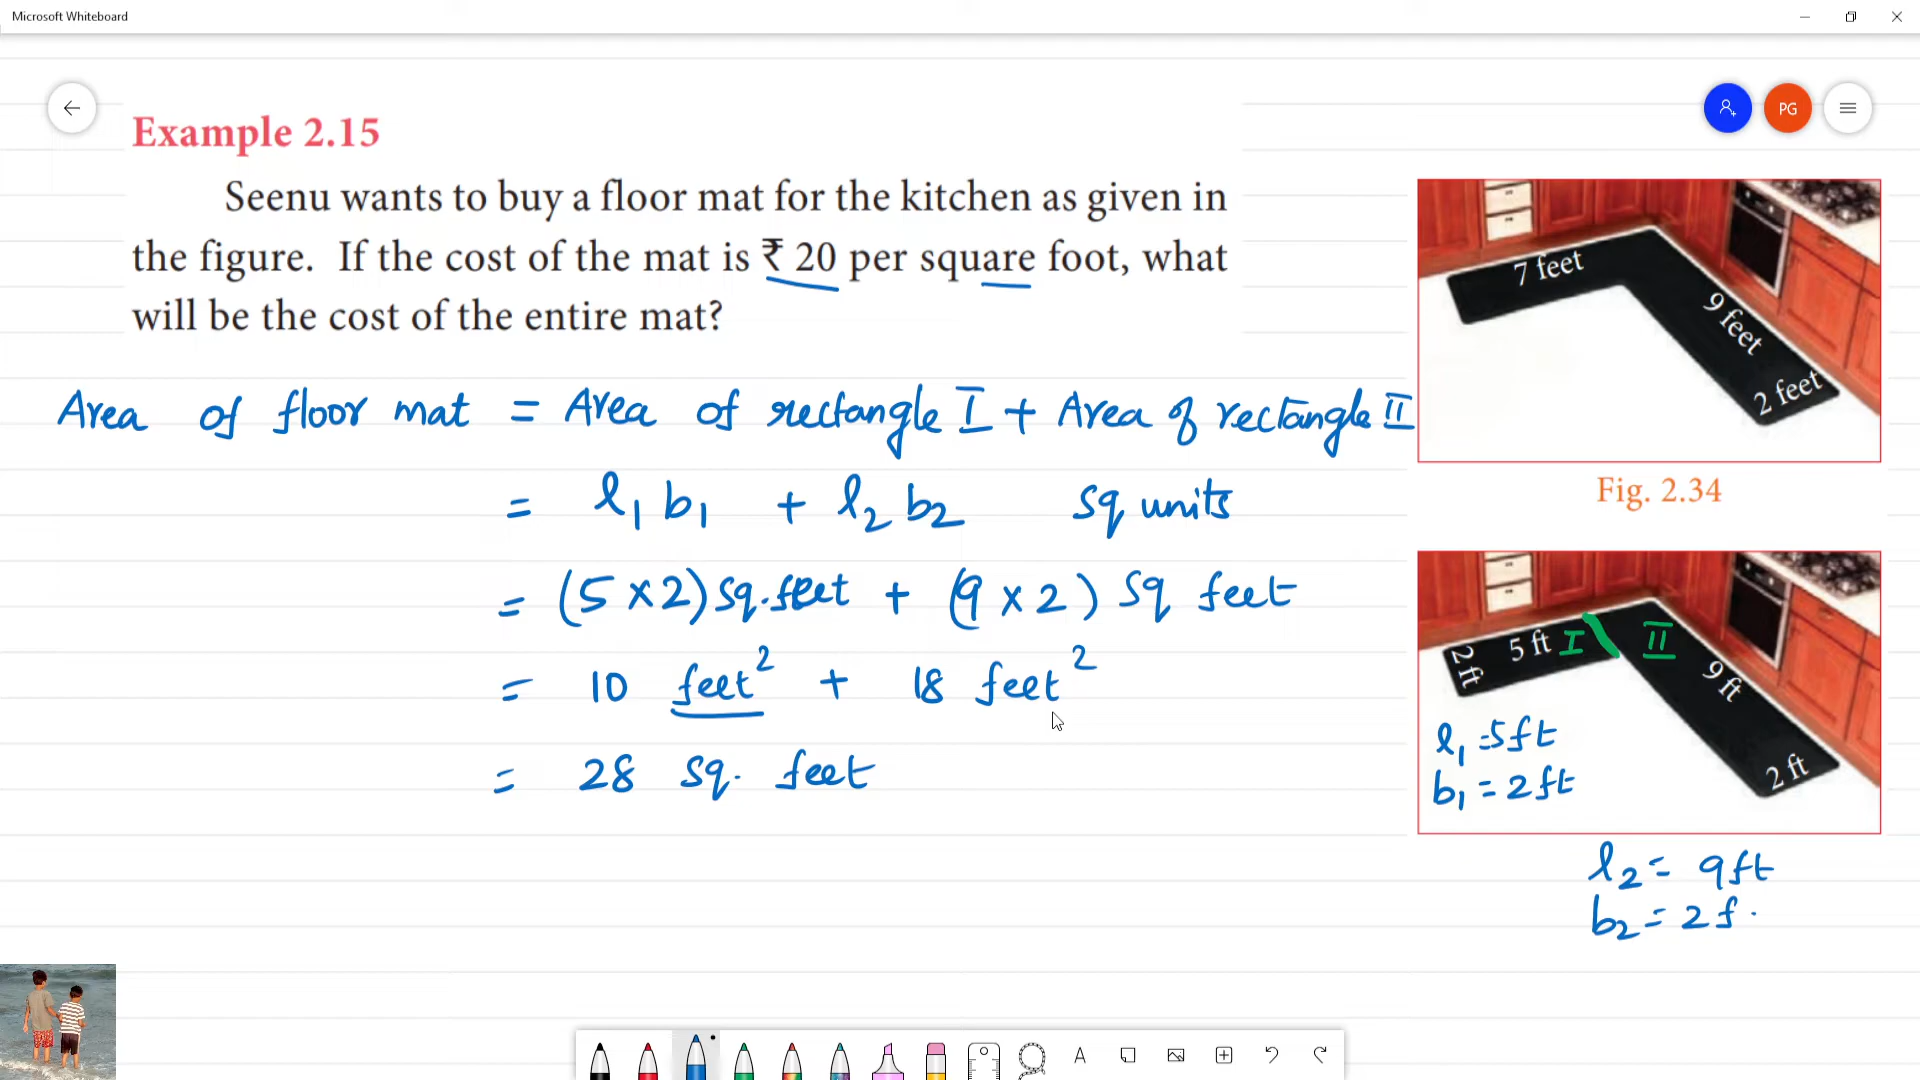 Microsoft Whiteboard
PG
Example 2.15
Seenu wants to buy a floor mat for the kitchen as given in
the figure. If the cost of the mat is ₹ 20 per square foot, what
will be the cost of the entire mat?
7 feet
9 feet
2 feet
Fig. 2.34
Area of floor mat = Area of rectangle I + Area of rectangle II
= l₁ b₁ + l₂ b₂ sq units
= (5 × 2) sq. feet + (9 × 2) sq feet
= 10 feet² + 18 feet²
= 28 sq. feet
2 ft
5 ft I
II
9 ft
2 ft
l₁ = 5 ft
b₁ = 2 ft
l₂ = 9 ft
b₂ = 2 f.
A